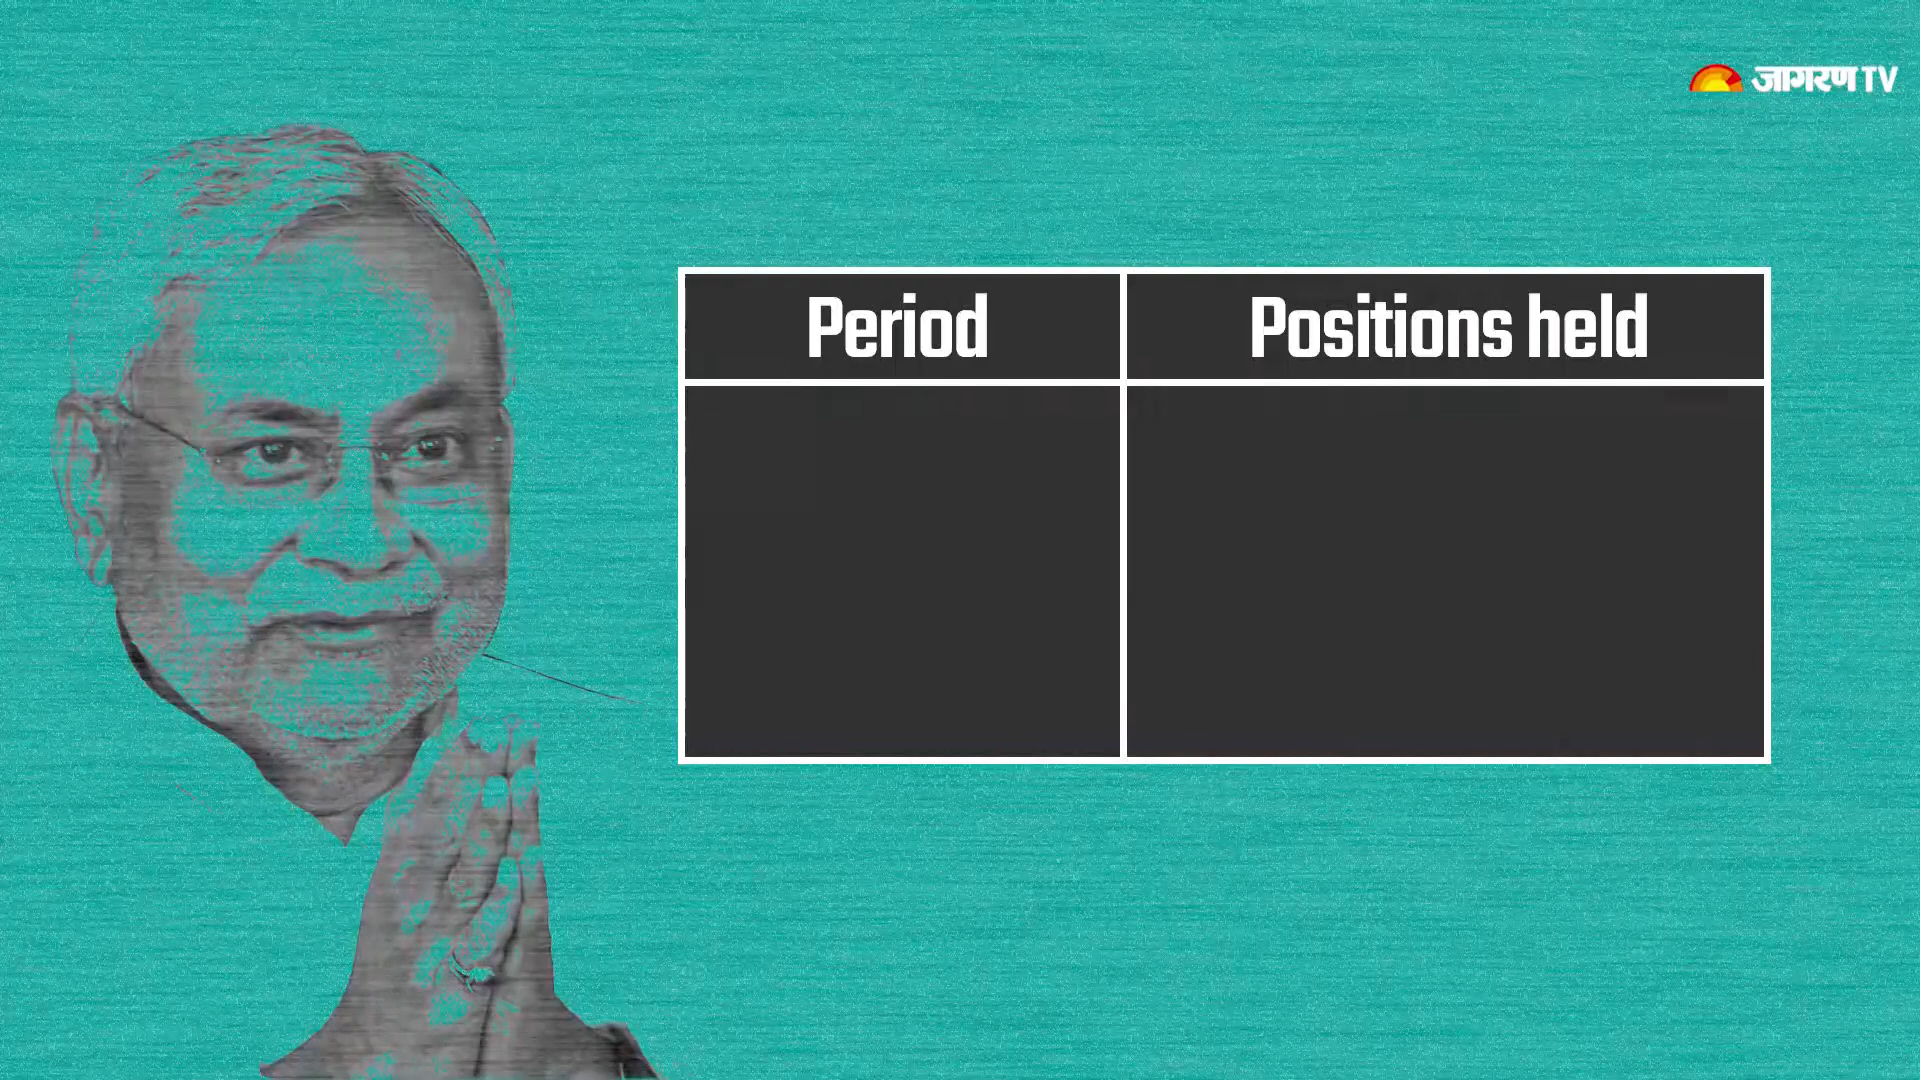 जागरण TV
Period
Positions held